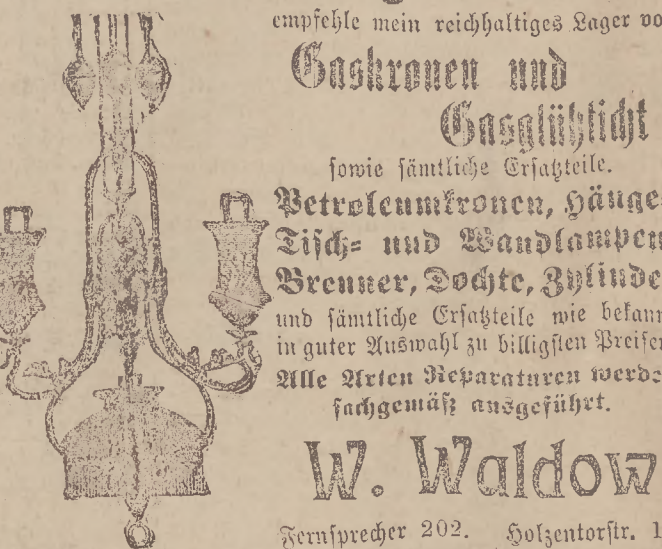 empfehle mein reichhaltiges Lager vo
Gaskronen und
Gasglühlicht
sowie sämtliche Ersatzteile.
Petroleumkronen, Hänge-
Tisch- und Wandlampen
Brenner, Dochte, Zylinde
und sämtliche Ersatzteile wie bekann
in guter Auswahl zu billigsten Preisen
Alle Arten Reparaturen werde
fachgemäß ausgeführt.
W. Waldow
Fernsprecher 202. Holzentorstr. 1